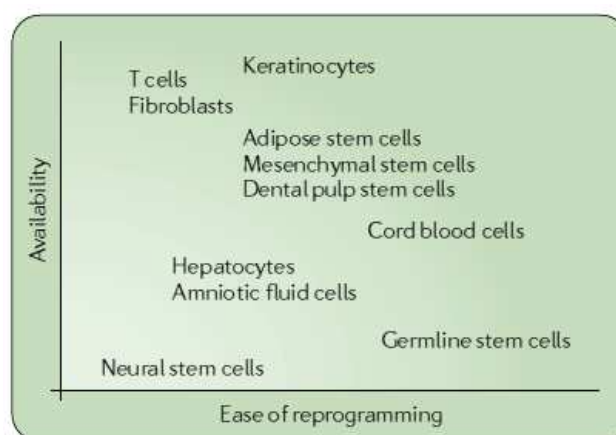 Keratinocytes
T cells
Fibroblasts
Adipose stem cells
Mesenchymal stem cells
Dental pulp stem cells
Cord blood cells
Hepatocytes
Amniotic fluid cells
Germline stem cells
Neural stem cells
Availability
Ease of reprogramming